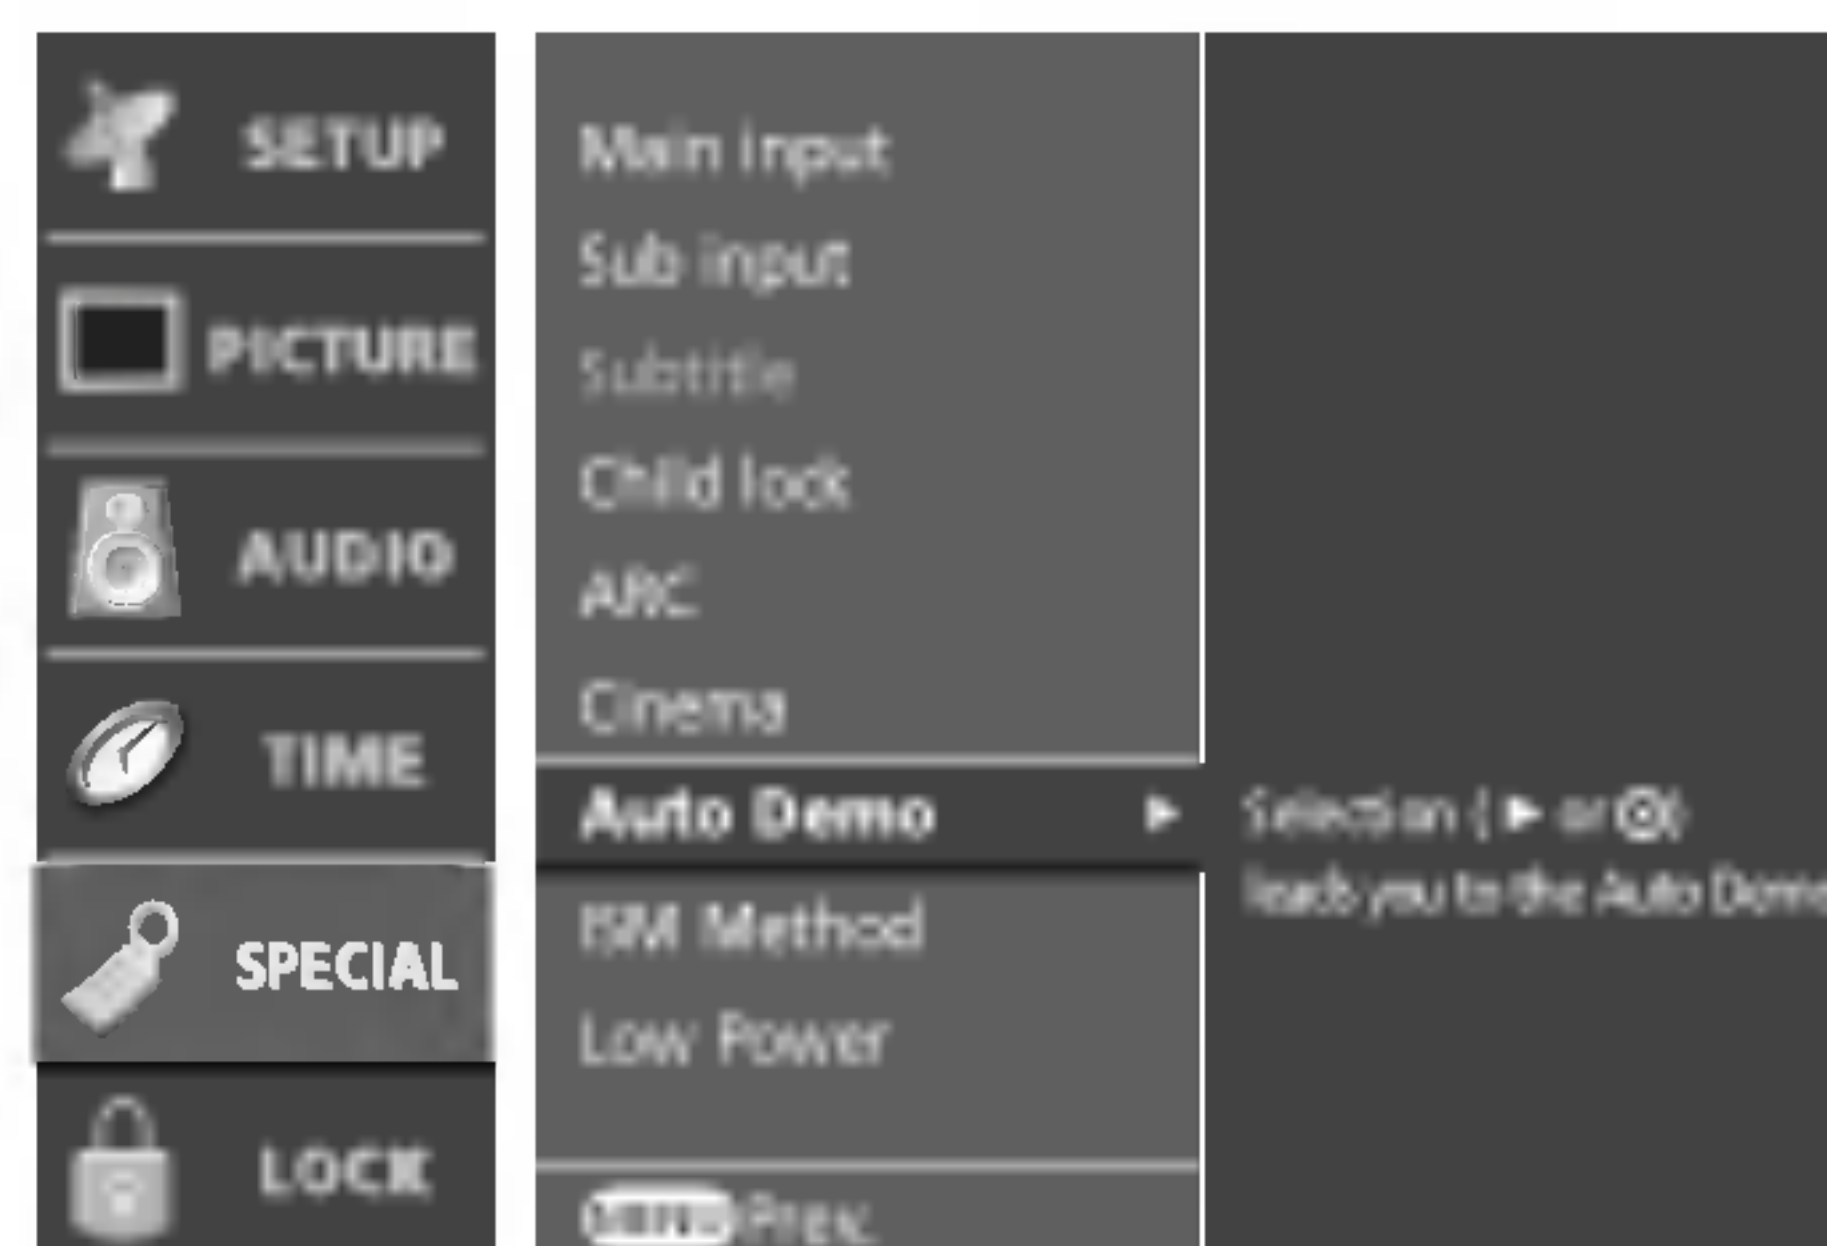 SETUP
PICTURE
AUDIO
TIME
SPECIAL
LOCK
Main input
Sub input
Subtitle
Child lock
ARC
Cinema
Auto Demo ▶
ISM Method
Low Power
MENU Prev.
Selection ( ▶ or ◉)
leads you to the Auto Demo